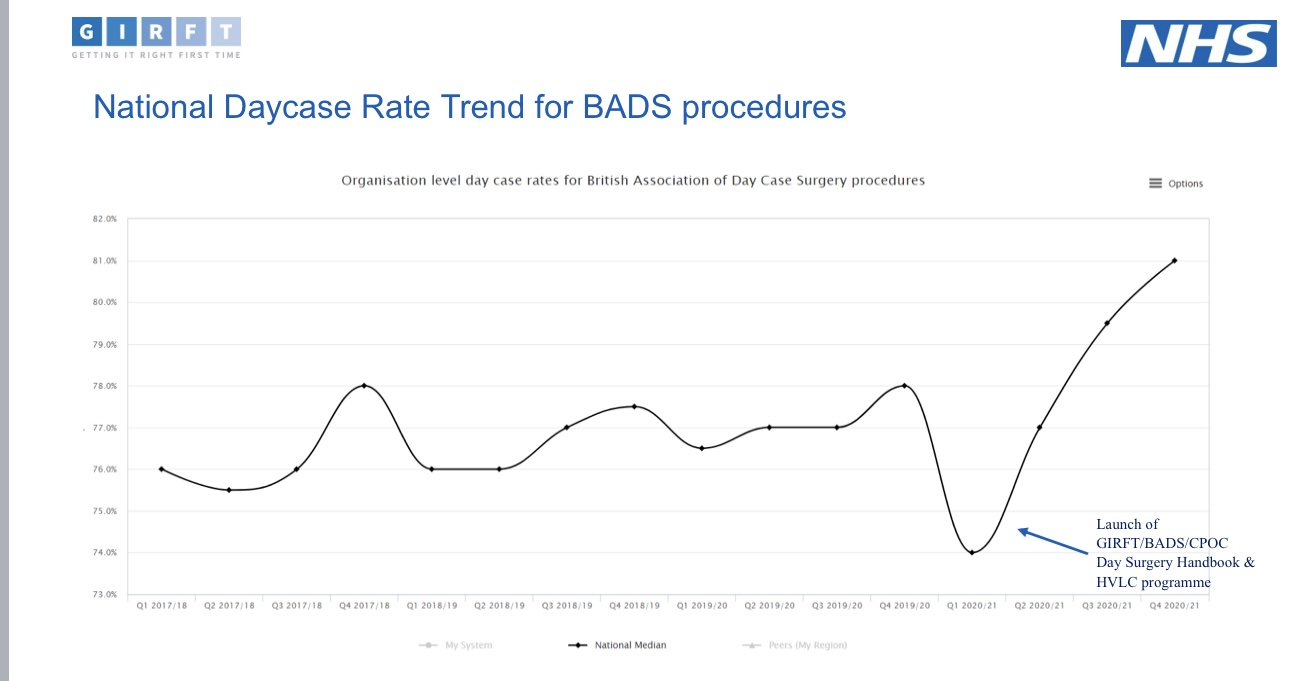 GIRFT
GETTING IT RIGHT FIRST TIME
NHS
National Daycase Rate Trend for BADS procedures
Organisation level day case rates for British Association of Day Case Surgery procedures
Options
82.0%
81.0%
80.0%
79.0%
78.0%
77.0%
76.0%
75.0%
74.0%
73.0%
Launch of
GIRFT/BADS/CPOC
Day Surgery Handbook &
HVLC programme
Q1 2017/18 Q2 2017/18 Q3 2017/18 Q4 2017/18 Q1 2018/19 Q2 2018/19 Q3 2018/19 Q4 2018/19 Q1 2019/20 Q2 2019/20 Q3 2019/20 Q4 2019/20 Q1 2020/21 Q2 2020/21 Q3 2020/21 Q4 2020/21
My System National Median Peers (My Region)